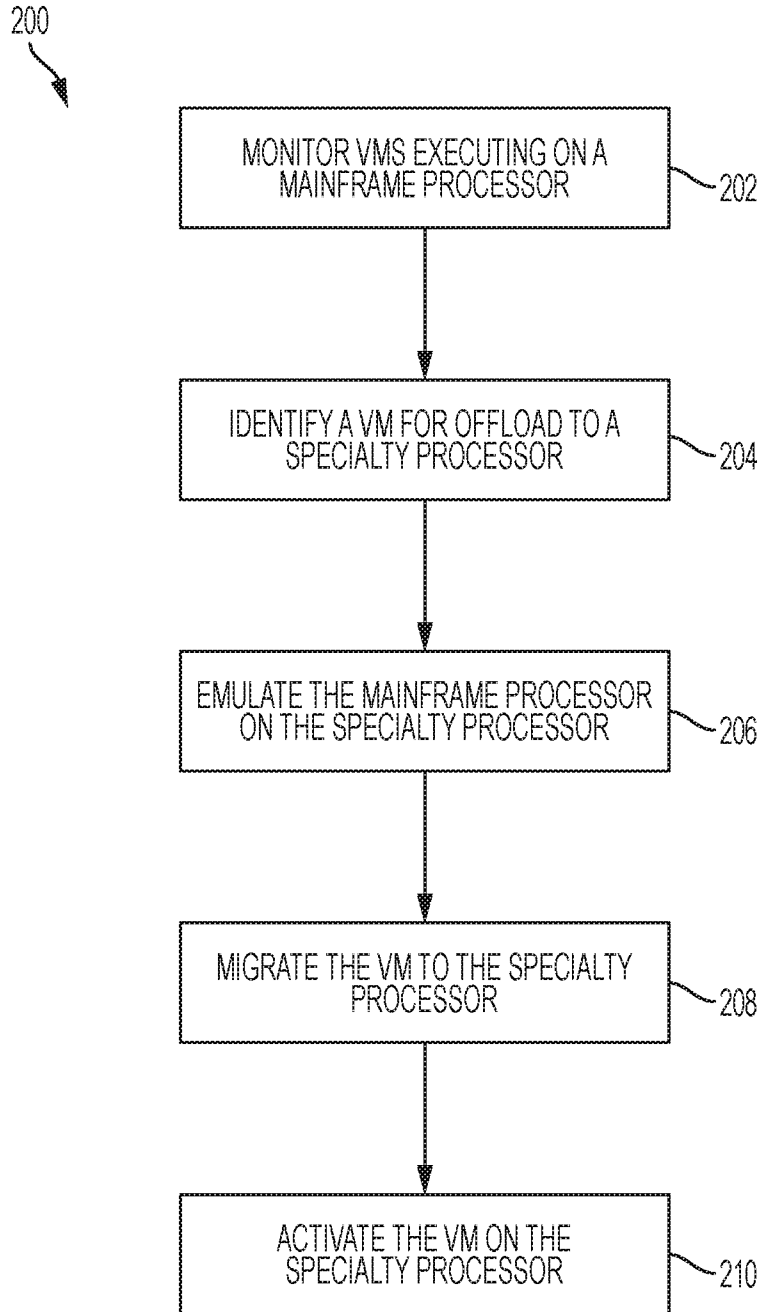 200
MONITOR VMS EXECUTING ON A
MAINFRAME PROCESSOR
202
IDENTIFY A VM FOR OFFLOAD TO A
SPECIALTY PROCESSOR
204
EMULATE THE MAINFRAME PROCESSOR
ON THE SPECIALTY PROCESSOR
206
MIGRATE THE VM TO THE SPECIALTY
PROCESSOR
208
ACTIVATE THE VM ON THE
SPECIALTY PROCESSOR
210